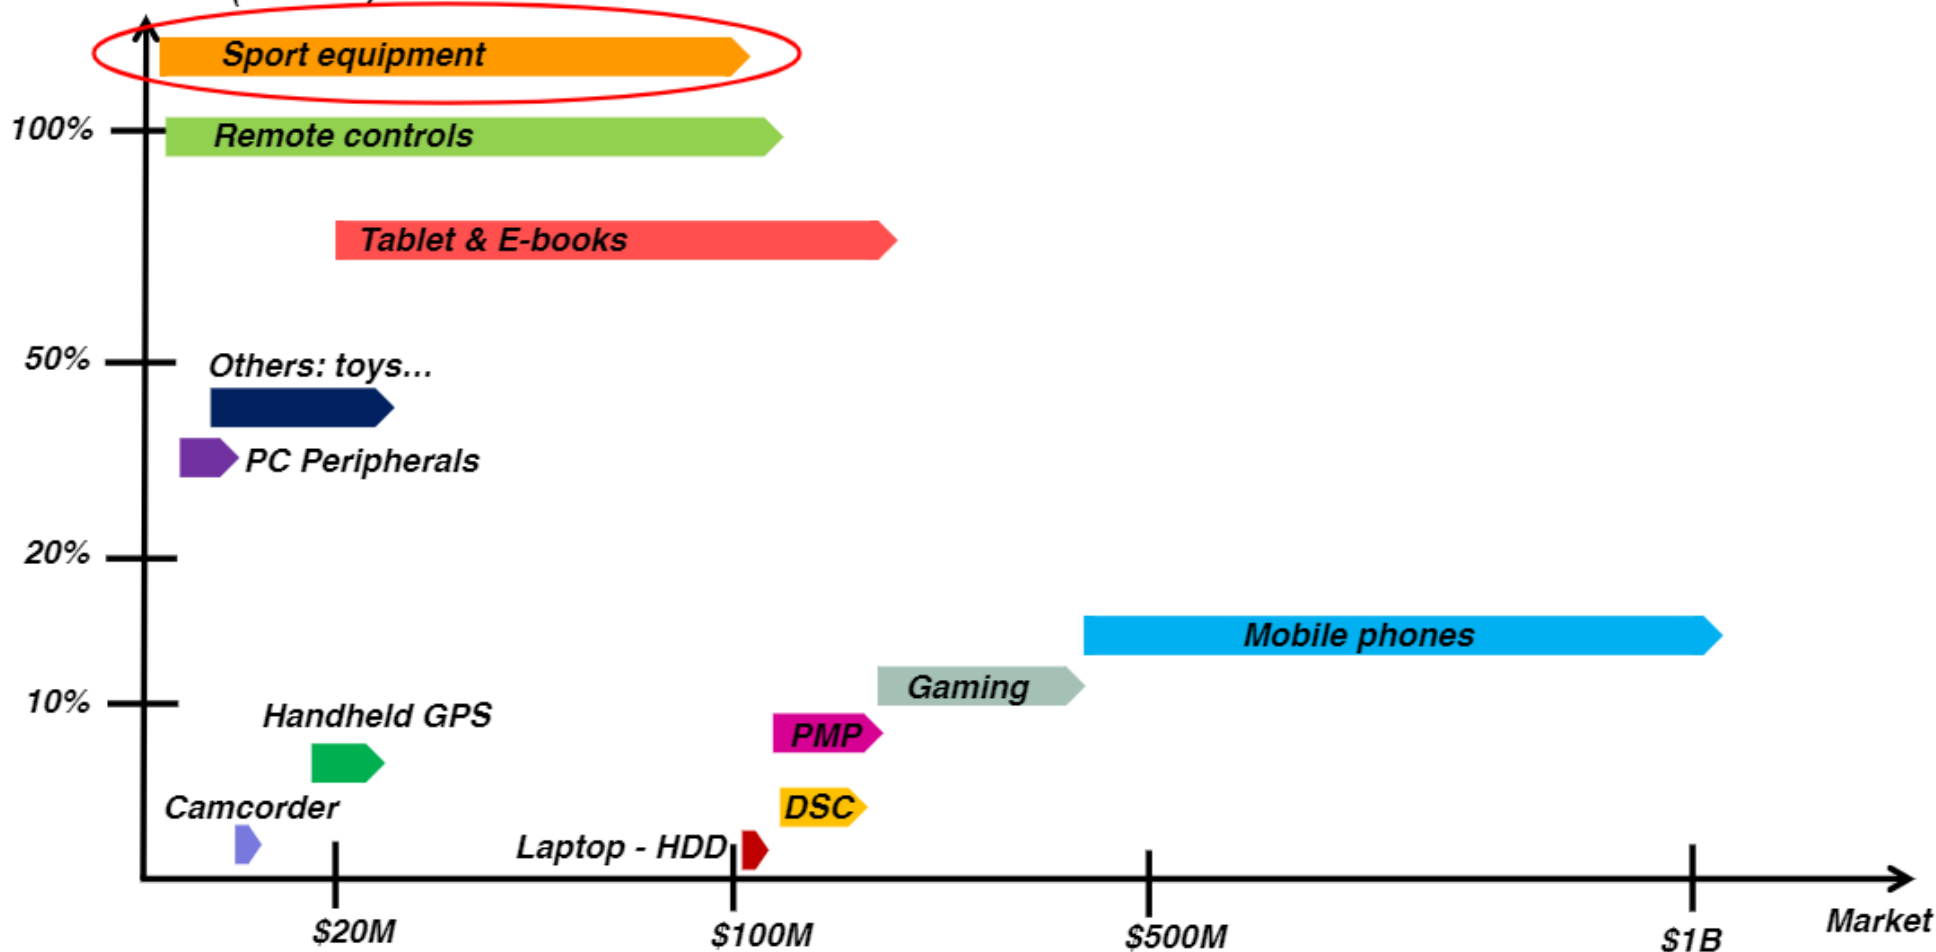 Sport equipment
100%
Remote controls
Tablet & E-books
50%
Others: toys...
PC Peripherals
20%
Mobile phones
Gaming
10%
Handheld GPS
PMP
Camcorder
DSC
Laptop - HDD
Market
$20M
$100M
$500M
$1B